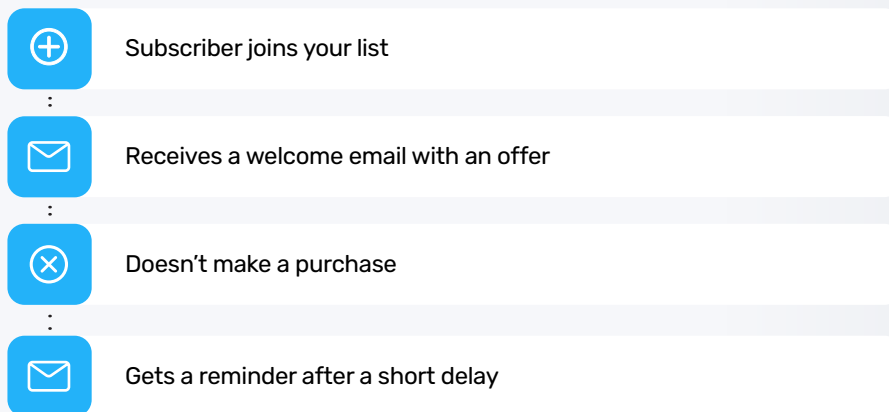 Subscriber joins your list
Receives a welcome email with an offer
Doesn’t make a purchase
Gets a reminder after a short delay